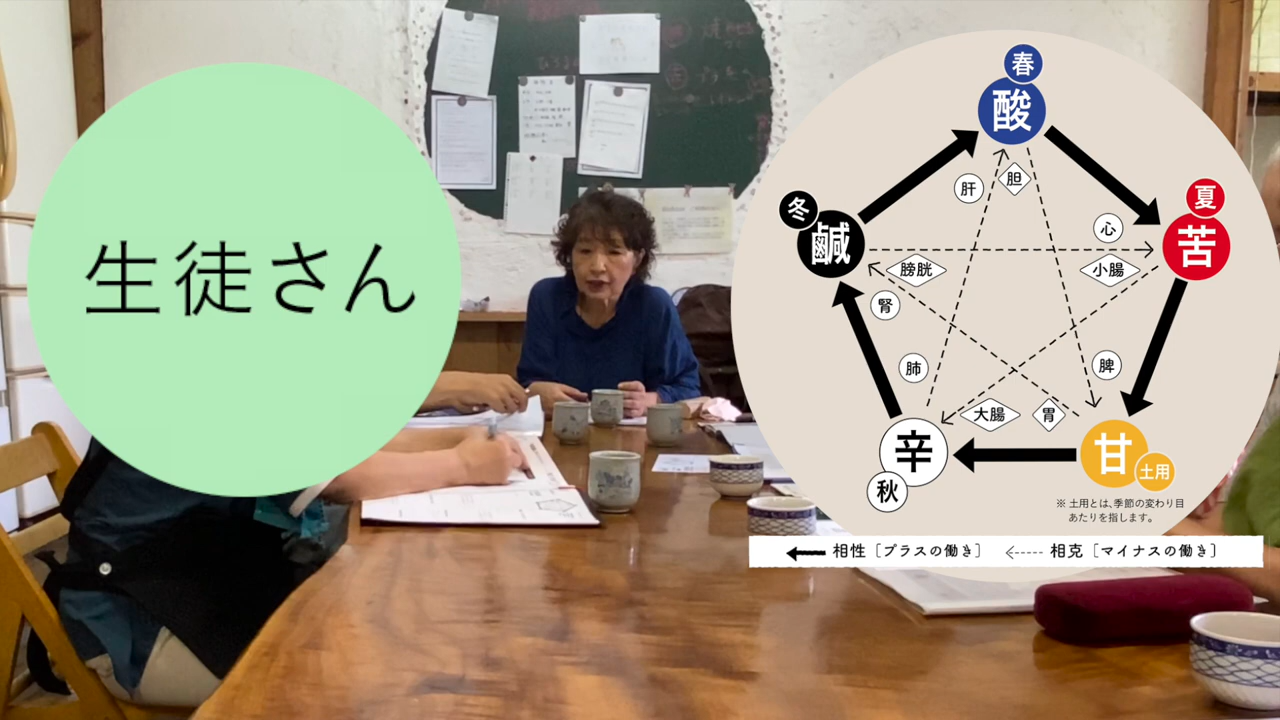 生徒さん
春
酸
夏
苦
冬
鹹
肝
胆
心
膀胱
小腸
腎
肺
脾
大腸
胃
辛
秋
甘
土用
※ 土用とは、季節の変わり目
あたりを指します。
相性［プラスの働き］
相克［マイナスの働き］